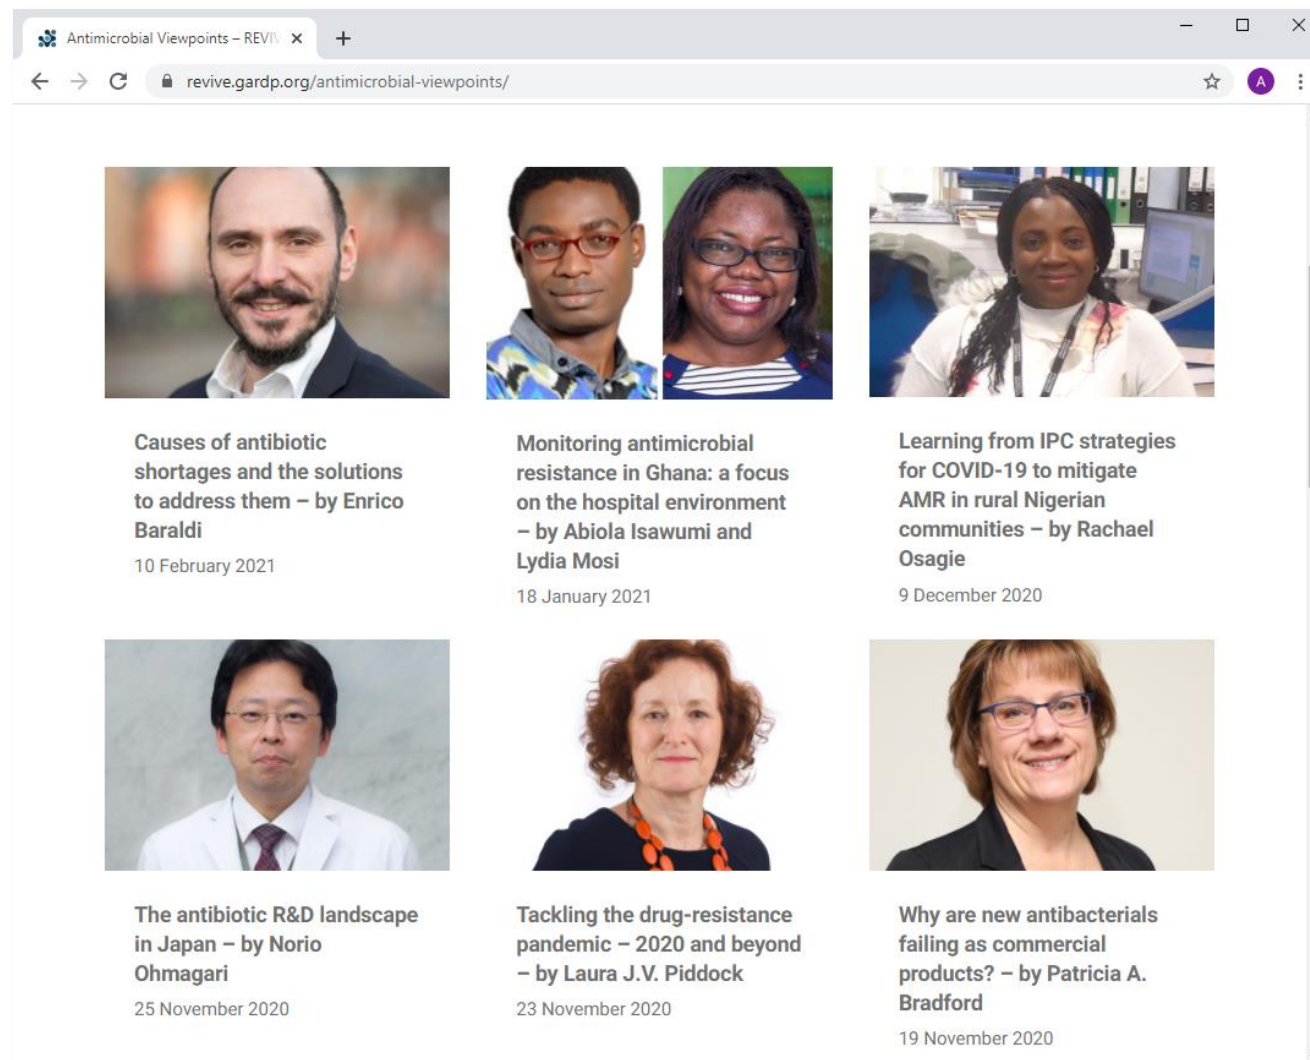 Antimicrobial Viewpoints – REVIV
revive.gardp.org/antimicrobial-viewpoints/
A
Causes of antibiotic
shortages and the solutions
to address them – by Enrico
Baraldi
10 February 2021
Monitoring antimicrobial
resistance in Ghana: a focus
on the hospital environment
– by Abiola Isawumi and
Lydia Mosi
18 January 2021
Learning from IPC strategies
for COVID-19 to mitigate
AMR in rural Nigerian
communities – by Rachael
Osagie
9 December 2020
The antibiotic R&D landscape
in Japan – by Norio
Ohmagari
25 November 2020
Tackling the drug-resistance
pandemic – 2020 and beyond
– by Laura J.V. Piddock
23 November 2020
Why are new antibacterials
failing as commercial
products? – by Patricia A.
Bradford
19 November 2020